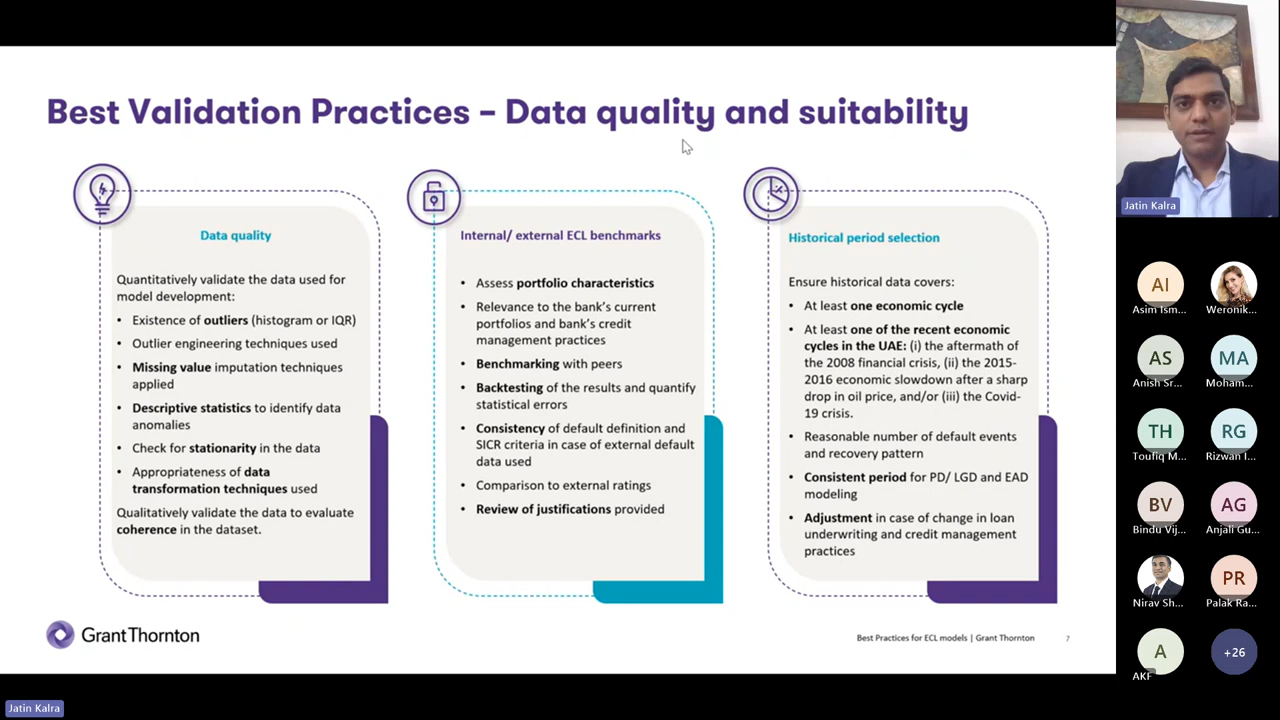 Best Validation Practices – Data quality and suitability
Data quality
Quantitatively validate the data used for
model development:
• Existence of outliers (histogram or IQR)
• Outlier engineering techniques used
• Missing value imputation techniques
applied
• Descriptive statistics to identify data
anomalies
• Check for stationarity in the data
• Appropriateness of data
transformation techniques used
Qualitatively validate the data to evaluate
coherence in the dataset.
Internal/ external ECL benchmarks
• Assess portfolio characteristics
• Relevance to the bank's current
portfolios and bank's credit
management practices
• Benchmarking with peers
• Backtesting of the results and quantify
statistical errors
• Consistency of default definition and
SICR criteria in case of external default
data used
• Comparison to external ratings
• Review of justifications provided
Historical period selection
Ensure historical data covers:
• At least one economic cycle
• At least one of the recent economic
cycles in the UAE: (i) the aftermath of
the 2008 financial crisis, (ii) the 2015-
2016 economic slowdown after a sharp
drop in oil price, and/or (iii) the Covid-
19 crisis.
• Reasonable number of default events
and recovery pattern
• Consistent period for PD/ LGD and EAD
modeling
• Adjustment in case of change in loan
underwriting and credit management
practices
Grant Thornton
Best Practices for ECL models | Grant Thornton
7
Jatin Kalra
AI
Asim Ism...
Weronik...
AS
Anish Sr...
MA
Moham...
TH
Toufiq M...
RG
Rizwan I...
BV
Bindu Vij...
AG
Anjali Gu...
Nirav Sh...
PR
Palak Ra...
A
AKF
+26
Jatin Kalra